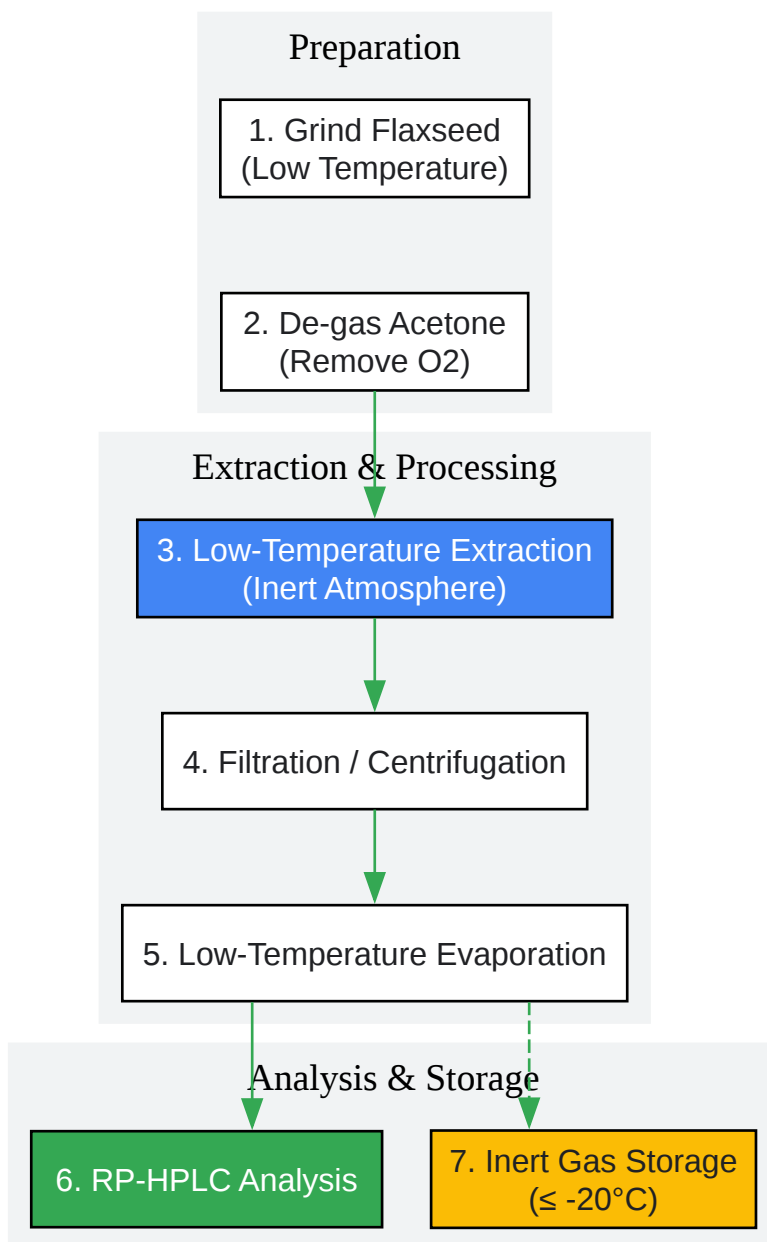 Preparation
1. Grind Flaxseed
(Low Temperature)
2. De-gas Acetone
(Remove O2)
Extraction & Processing
3. Low-Temperature Extraction
(Inert Atmosphere)
4. Filtration / Centrifugation
5. Low-Temperature Evaporation
Analysis & Storage
6. RP-HPLC Analysis
7. Inert Gas Storage
(≤ -20°C)